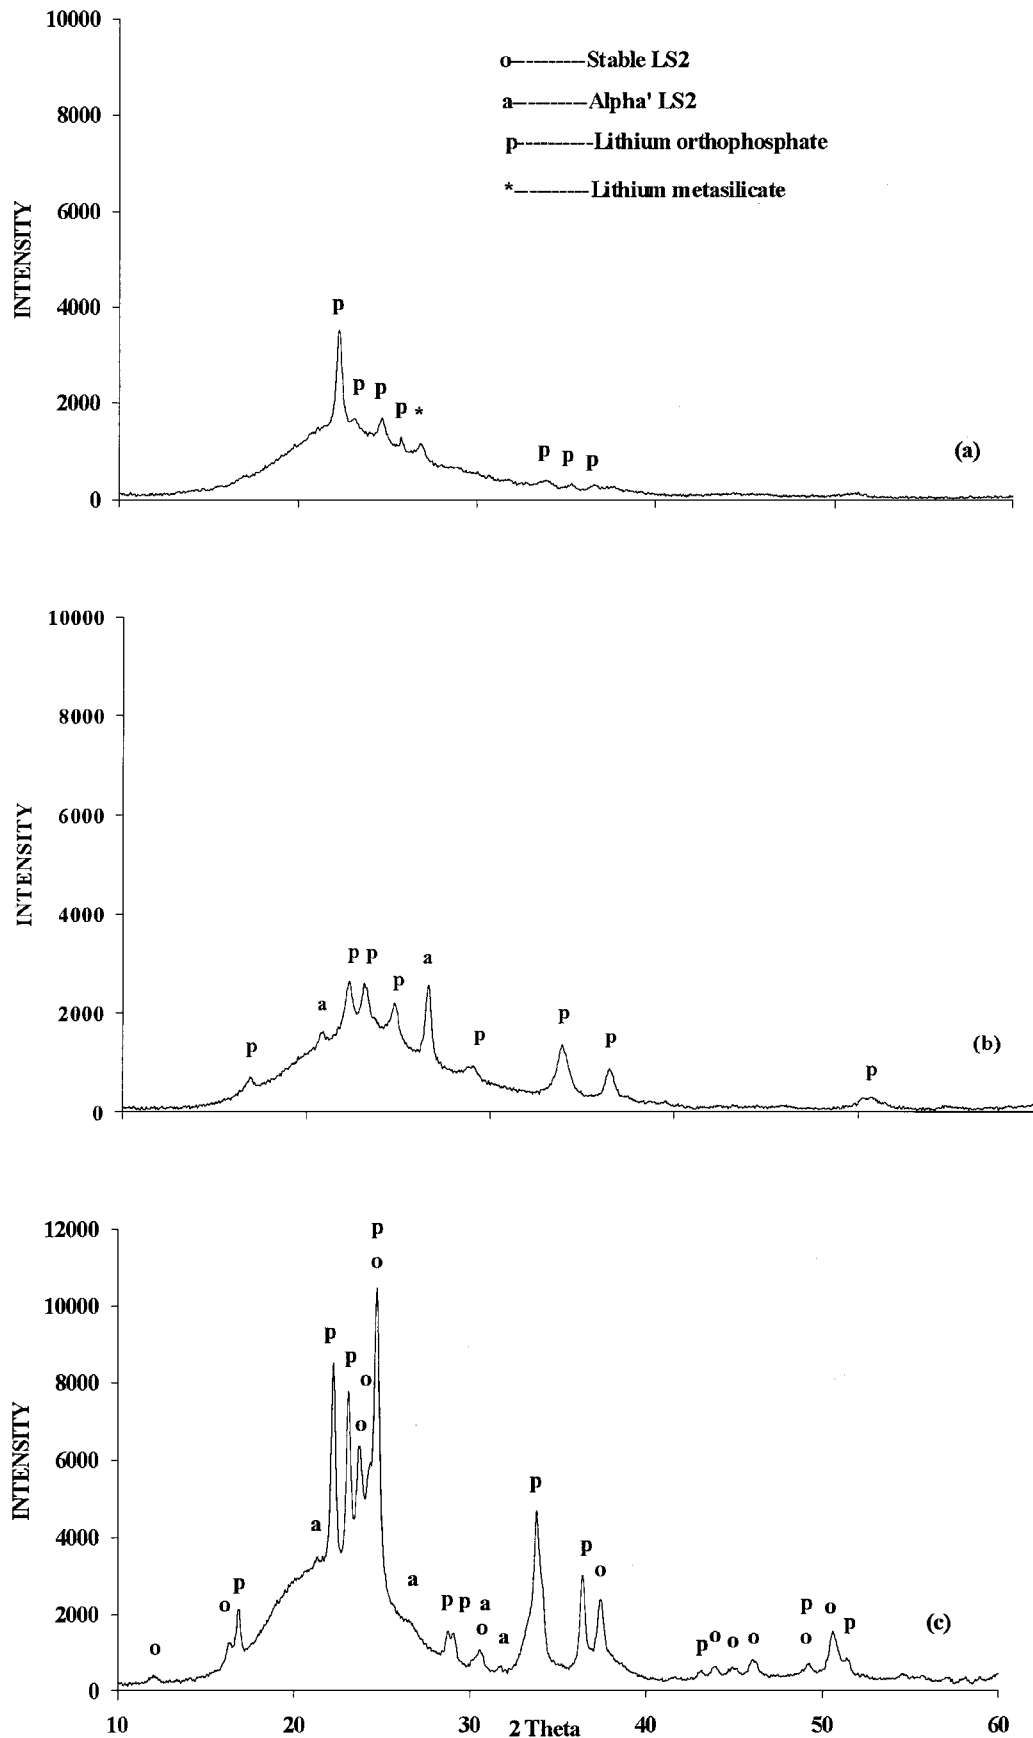 10000
8000
6000
4000
2000
0
INTENSITY
o---------Stable LS2
a---------Alpha' LS2
p---------Lithium orthophosphate
*---------Lithium metasilicate
p
p p
p *
p p p
(a)
10000
8000
6000
4000
2000
0
INTENSITY
p p a
p
a
p p p p
p
(b)
12000
10000
8000
6000
4000
2000
0
INTENSITY
p
o
p
p
o
o
a
p
o
o
a
p p a
o
a
p
p
o
p o o o
p
o
o
p
(c)
10 20 30 40 50 60
2 Theta